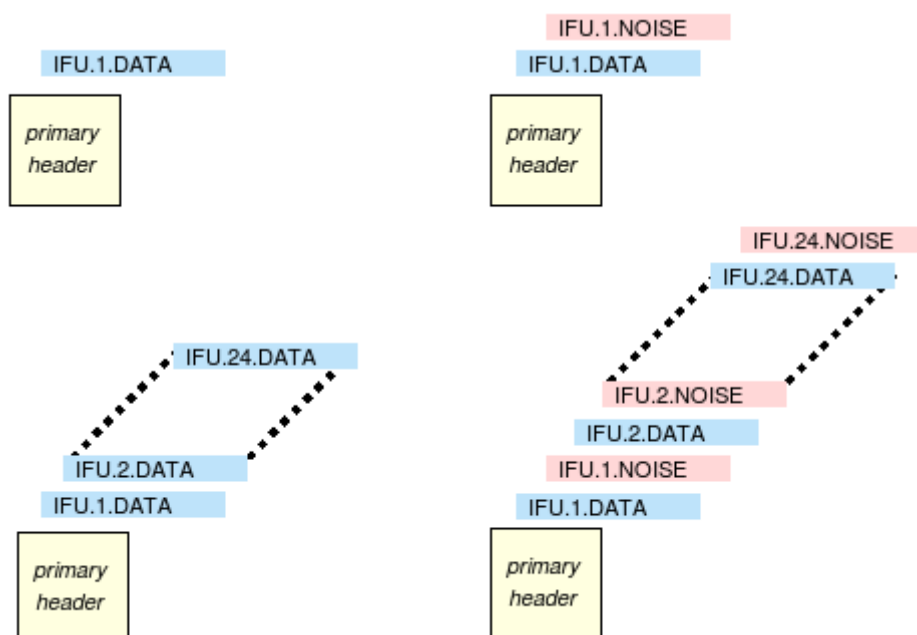 IFU.1.DATA
primary
header
IFU.1.NOISE
IFU.1.DATA
primary
header
IFU.24.DATA
IFU.2.DATA
IFU.1.DATA
primary
header
IFU.24.NOISE
IFU.24.DATA
IFU.2.NOISE
IFU.2.DATA
IFU.1.NOISE
IFU.1.DATA
primary
header